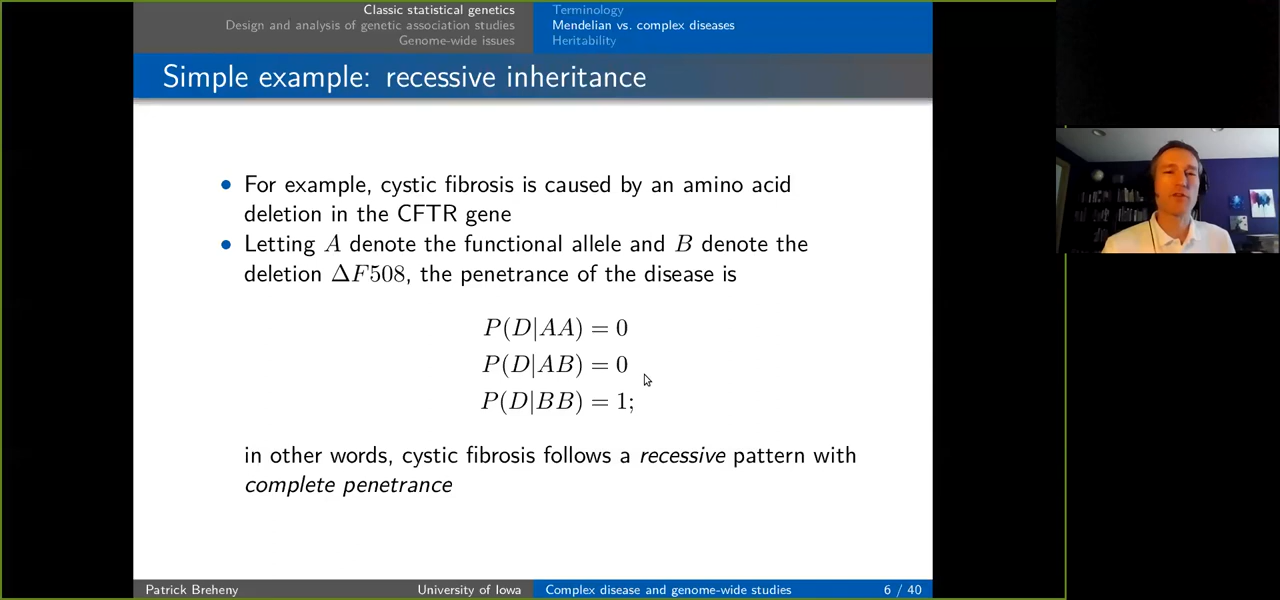 Classic statistical genetics
Design and analysis of genetic association studies
Genome-wide issues
Terminology
Mendelian vs. complex diseases
Heritability
Simple example: recessive inheritance
• For example, cystic fibrosis is caused by an amino acid
deletion in the CFTR gene
• Letting A denote the functional allele and B denote the
deletion ΔF508, the penetrance of the disease is
P(D|AA) = 0
P(D|AB) = 0
P(D|BB) = 1;
in other words, cystic fibrosis follows a recessive pattern with
complete penetrance
Patrick Breheny
University of Iowa
Complex disease and genome-wide studies
6 / 40